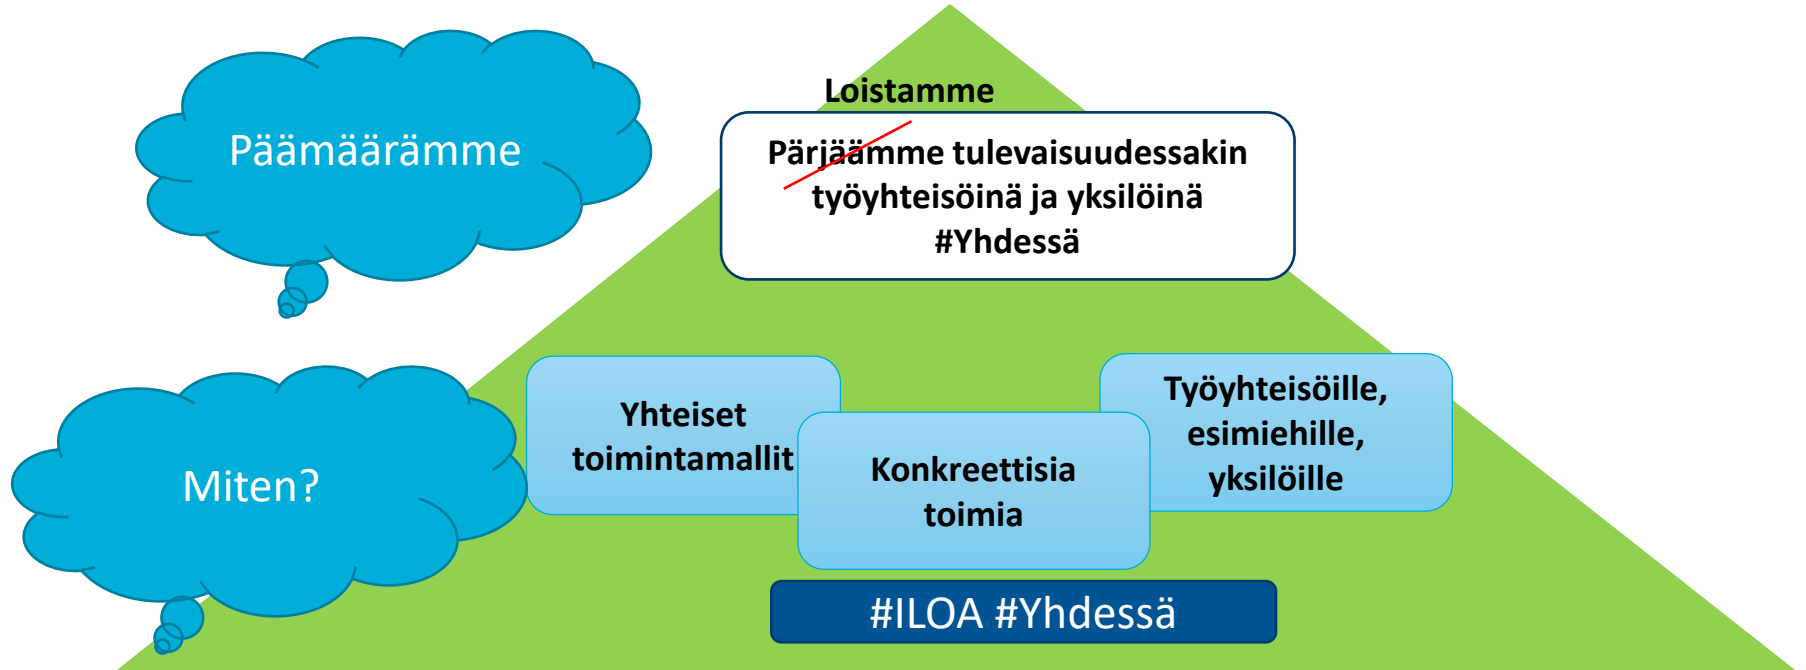 Päämäärämme
Loistamme
Pärjäämme tulevaisuudessakin
työyhteisöinä ja yksilöinä
#Yhdessä
Miten?
Yhteiset
toimintamallit
Konkreettisia
toimia
Työyhteisöille,
esimiehille,
yksilöille
#ILOA #Yhdessä